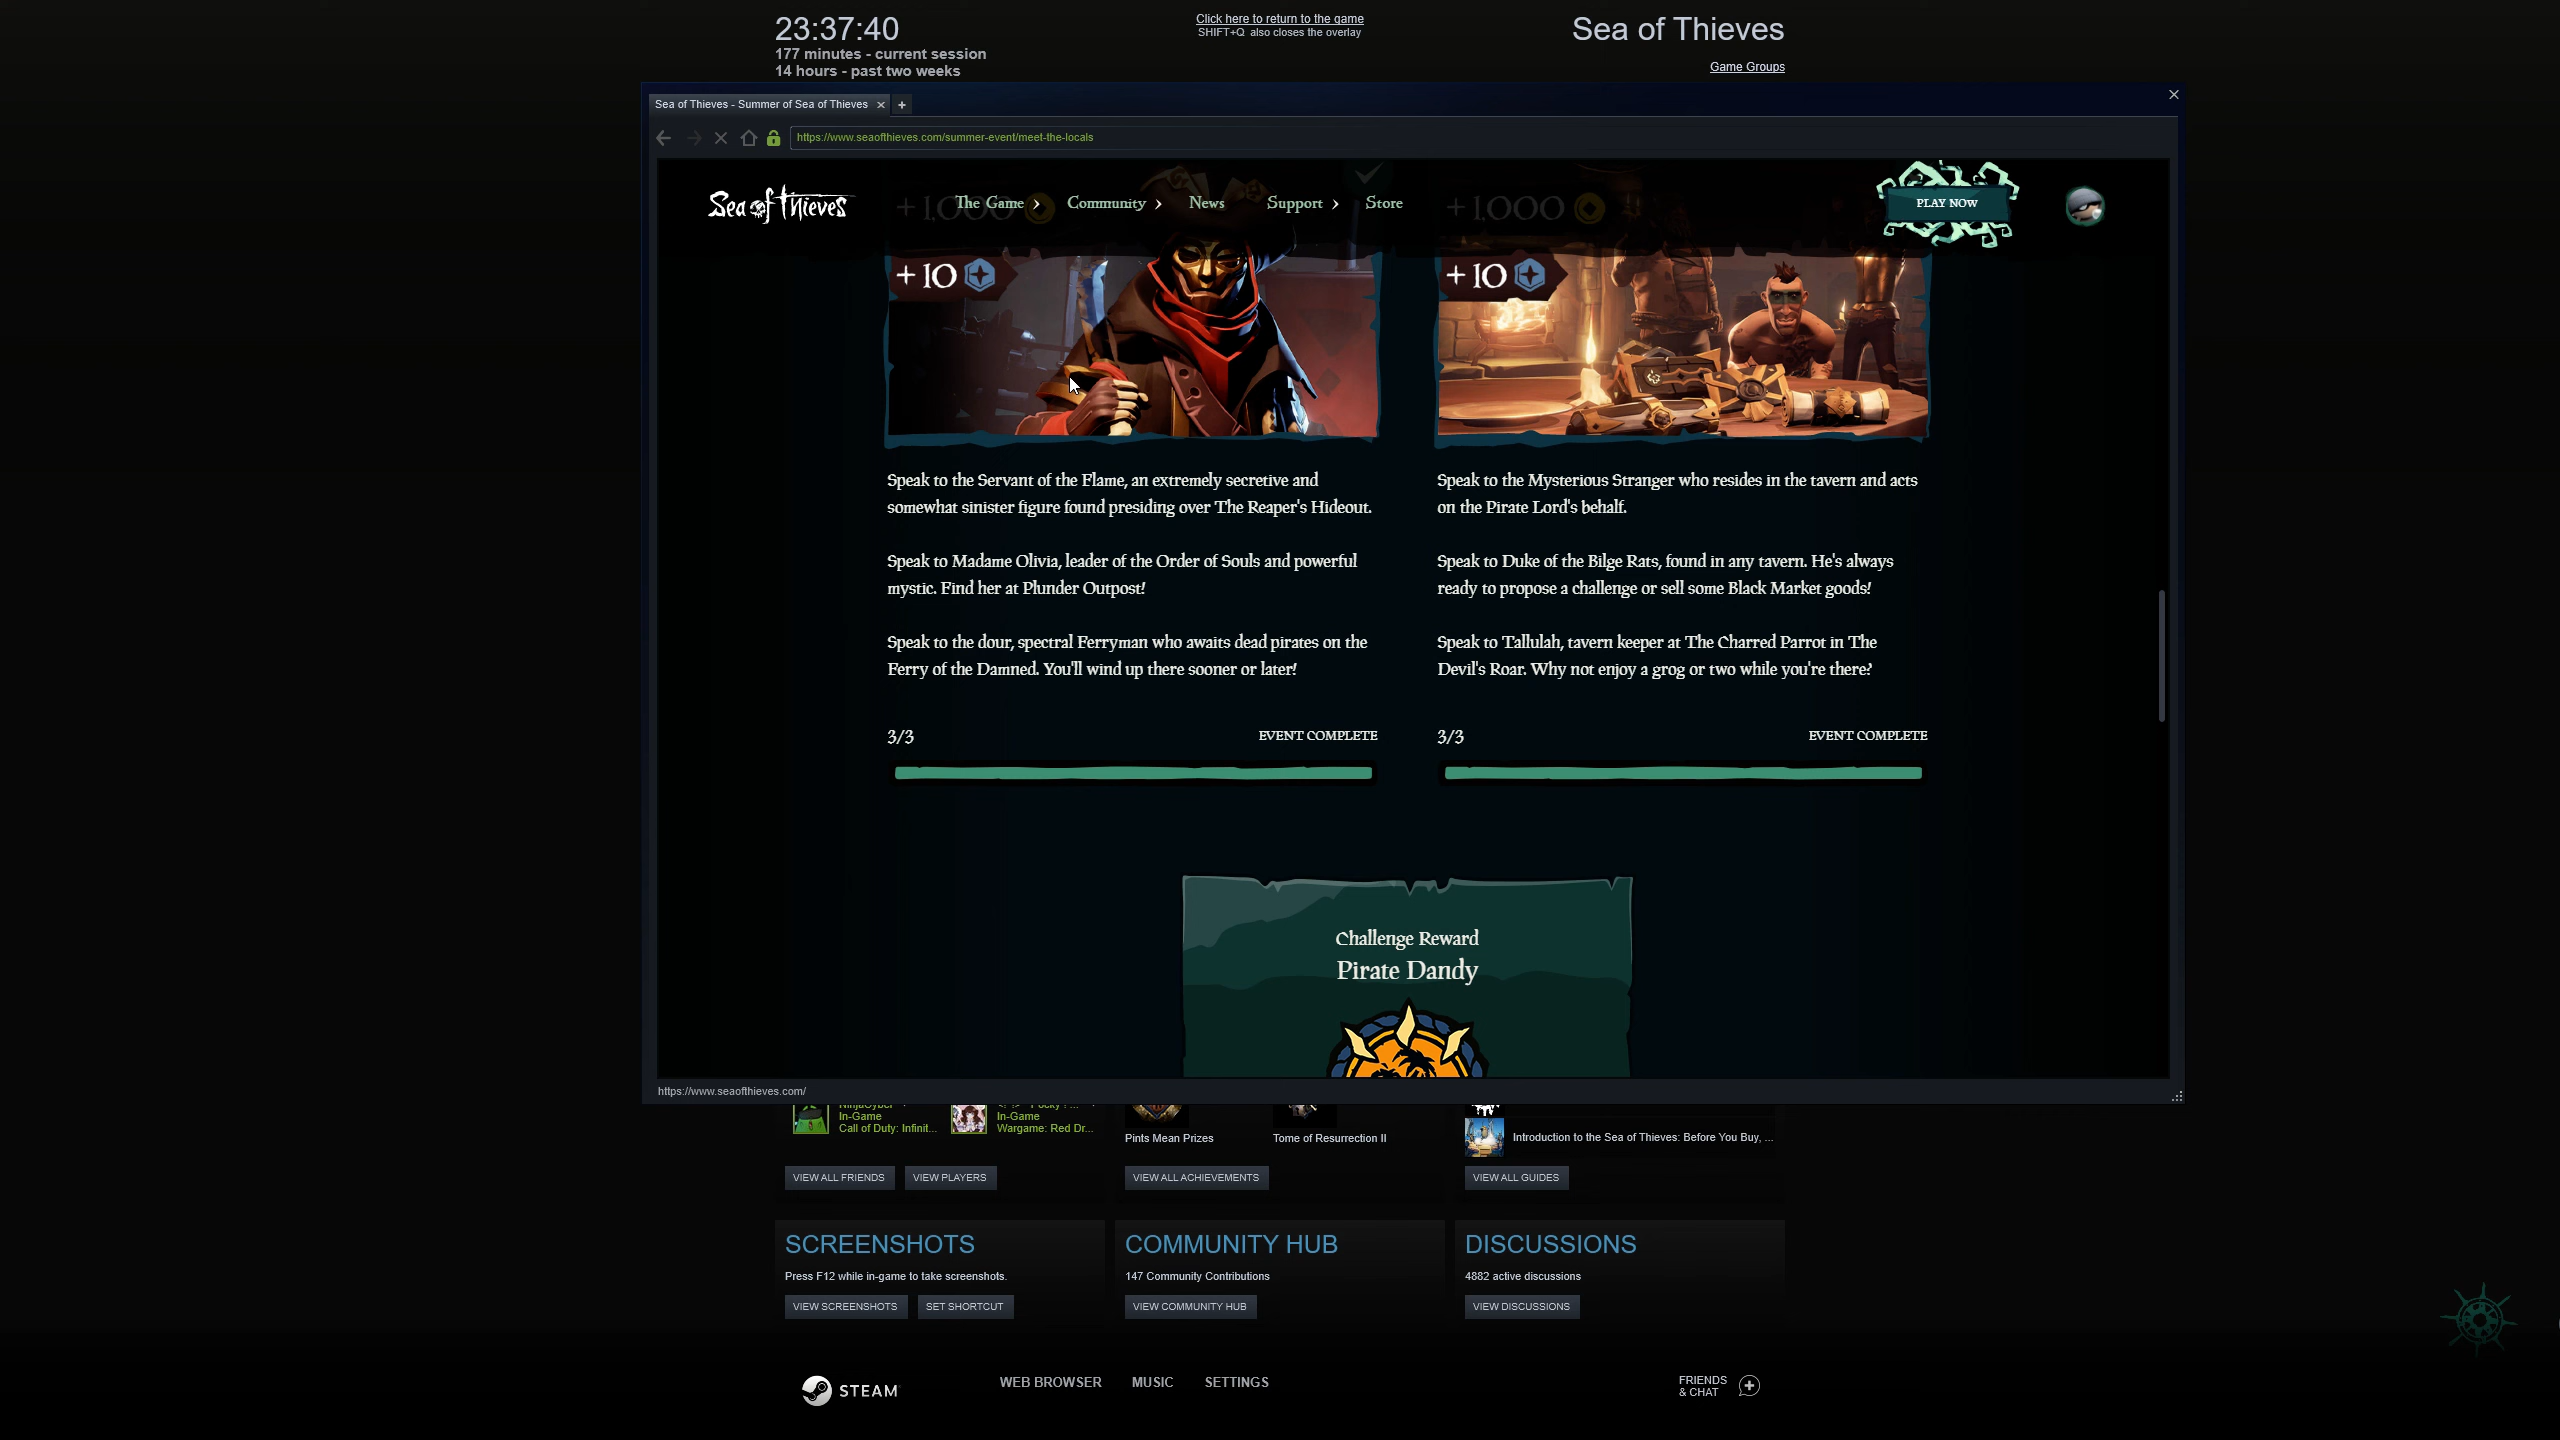 23:37:40
177 minutes - current session
14 hours - past two weeks
Click here to return to the game
SHIFT+Q also closes the overlay
Sea of Thieves
Game Groups
Sea of Thieves - Summer of Sea of Thieves
https://www.seaofthieves.com/summer-event/meet-the-locals
Sea of Thieves
The Game
Community
News
Support
Store
PLAY NOW
+1,000
+1,000
+10
+10
Speak to the Servant of the Flame, an extremely secretive and
somewhat sinister figure found presiding over The Reaper's Hideout.
Speak to Madame Olivia, leader of the Order of Souls and powerful
mystic. Find her at Plunder Outpost!
Speak to the dour, spectral Ferryman who awaits dead pirates on the
Ferry of the Damned. You'll wind up there sooner or later!
3/3
EVENT COMPLETE
Speak to the Mysterious Stranger who resides in the tavern and acts
on the Pirate Lord's behalf.
Speak to Duke of the Bilge Rats, found in any tavern. He's always
ready to propose a challenge or sell some Black Market goods!
Speak to Tallulah, tavern keeper at The Charred Parrot in The
Devil's Roar. Why not enjoy a grog or two while you're there?
3/3
EVENT COMPLETE
Challenge Reward
Pirate Dandy
https://www.seaofthieves.com/
In-Game
Call of Duty: Infinit...
In-Game
Wargame: Red Dr...
Pints Mean Prizes
Tome of Resurrection II
Introduction to the Sea of Thieves: Before You Buy, ...
VIEW ALL FRIENDS
VIEW PLAYERS
VIEW ALL ACHIEVEMENTS
VIEW ALL GUIDES
SCREENSHOTS
Press F12 while in-game to take screenshots.
VIEW SCREENSHOTS
SET SHORTCUT
COMMUNITY HUB
147 Community Contributions
VIEW COMMUNITY HUB
DISCUSSIONS
4882 active discussions
VIEW DISCUSSIONS
STEAM
WEB BROWSER
MUSIC
SETTINGS
FRIENDS
& CHAT